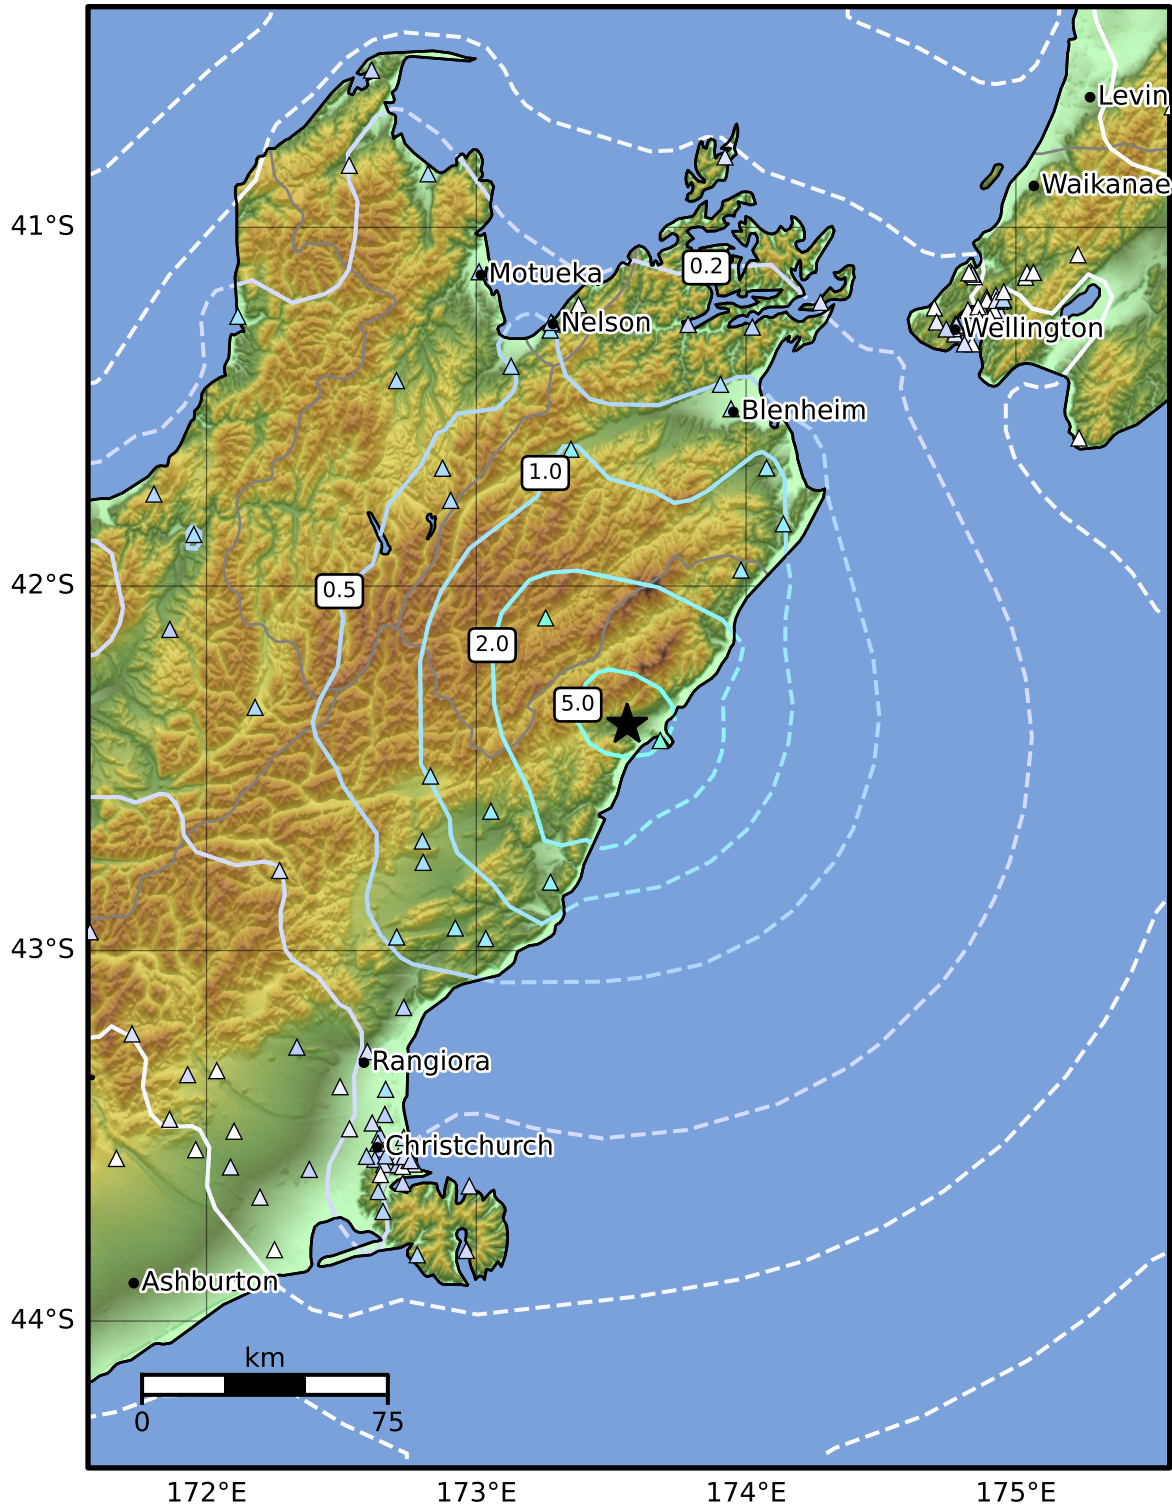 Levin
Waikanae
41°S
0.2
Motueka
Nelson
Wellington
Blenheim
1.0
42°S
0.5
2.0
5.0
43°S
Rangiora
Christchurch
Ashburton
44°S
km
0 75
172°E 173°E 174°E 175°E